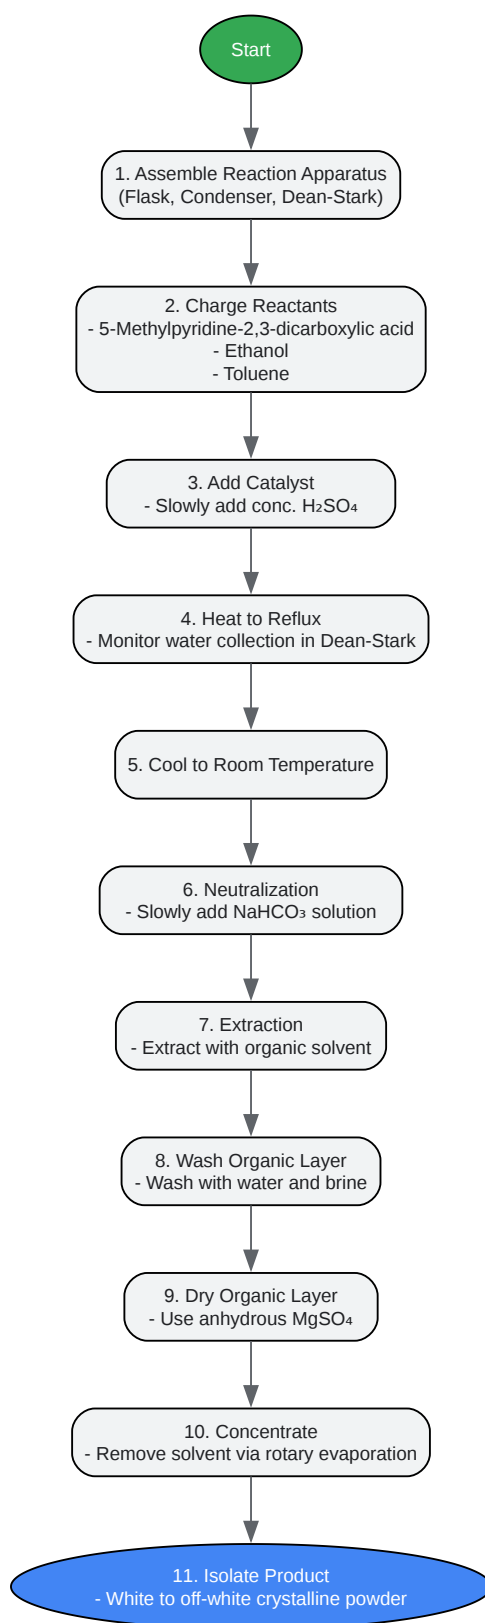 Start
1. Assemble Reaction Apparatus
(Flask, Condenser, Dean-Stark)
2. Charge Reactants
- 5-Methylpyridine-2,3-dicarboxylic acid
- Ethanol
- Toluene
3. Add Catalyst
- Slowly add conc. H₂SO₄
4. Heat to Reflux
- Monitor water collection in Dean-Stark
5. Cool to Room Temperature
6. Neutralization
- Slowly add NaHCO₃ solution
7. Extraction
- Extract with organic solvent
8. Wash Organic Layer
- Wash with water and brine
9. Dry Organic Layer
- Use anhydrous MgSO₄
10. Concentrate
- Remove solvent via rotary evaporation
11. Isolate Product
- White to off-white crystalline powder